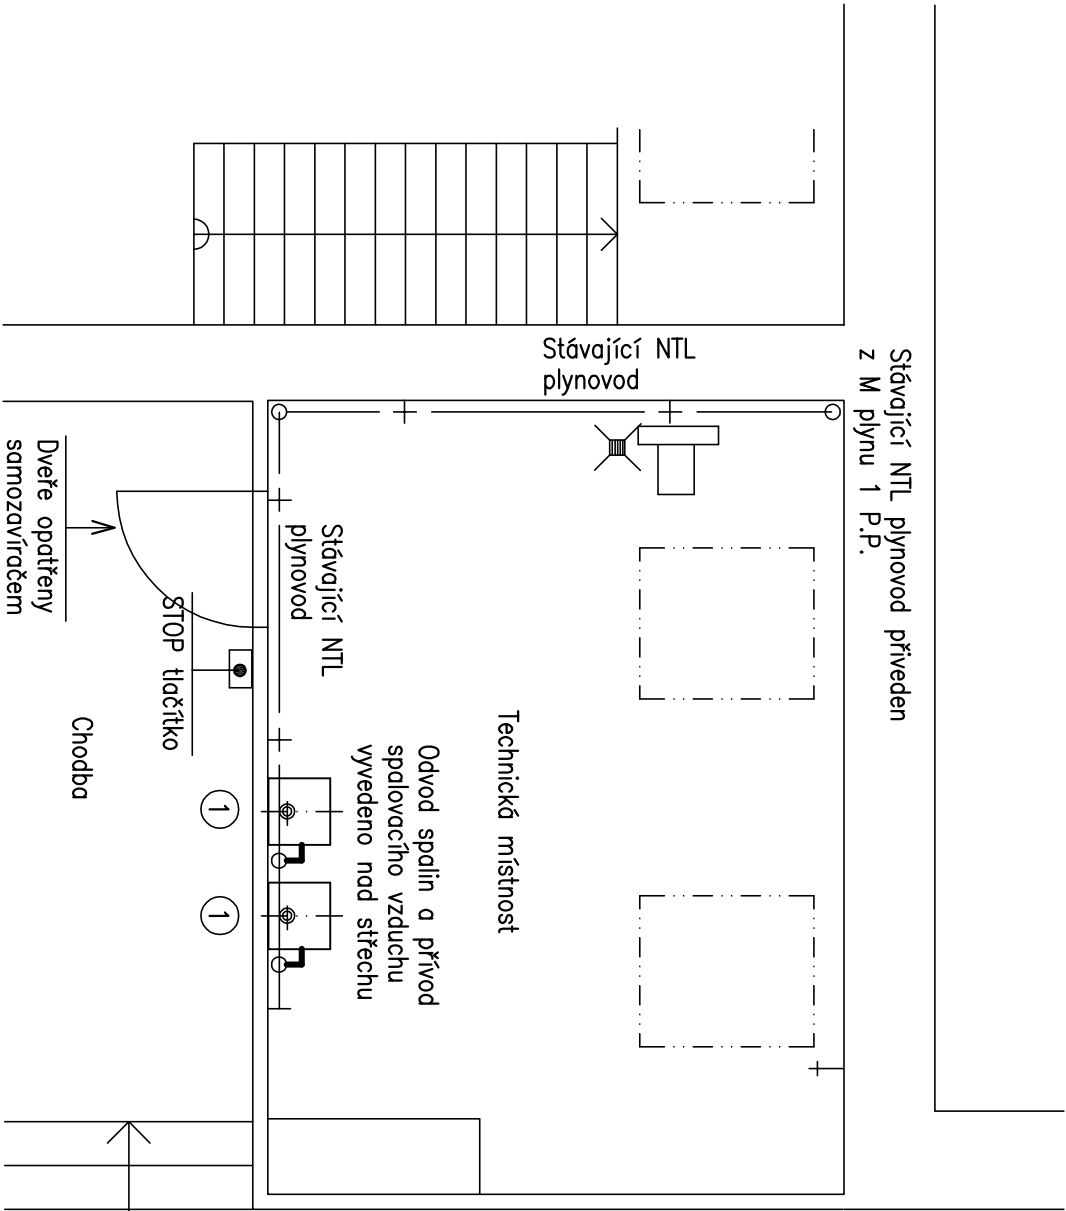 Stávající NTL
plynovod
Stávající NTL plynovod přiveden
z M plynu 1 P.P.
Dveře opatřeny
samozavíračem
STOP tlačítko
Stávající NTL
plynovod
Chodba
Technická místnost
Odvod spalin a přívod
spalovacího vzduchu
vyvedeno nad střechu
1
1